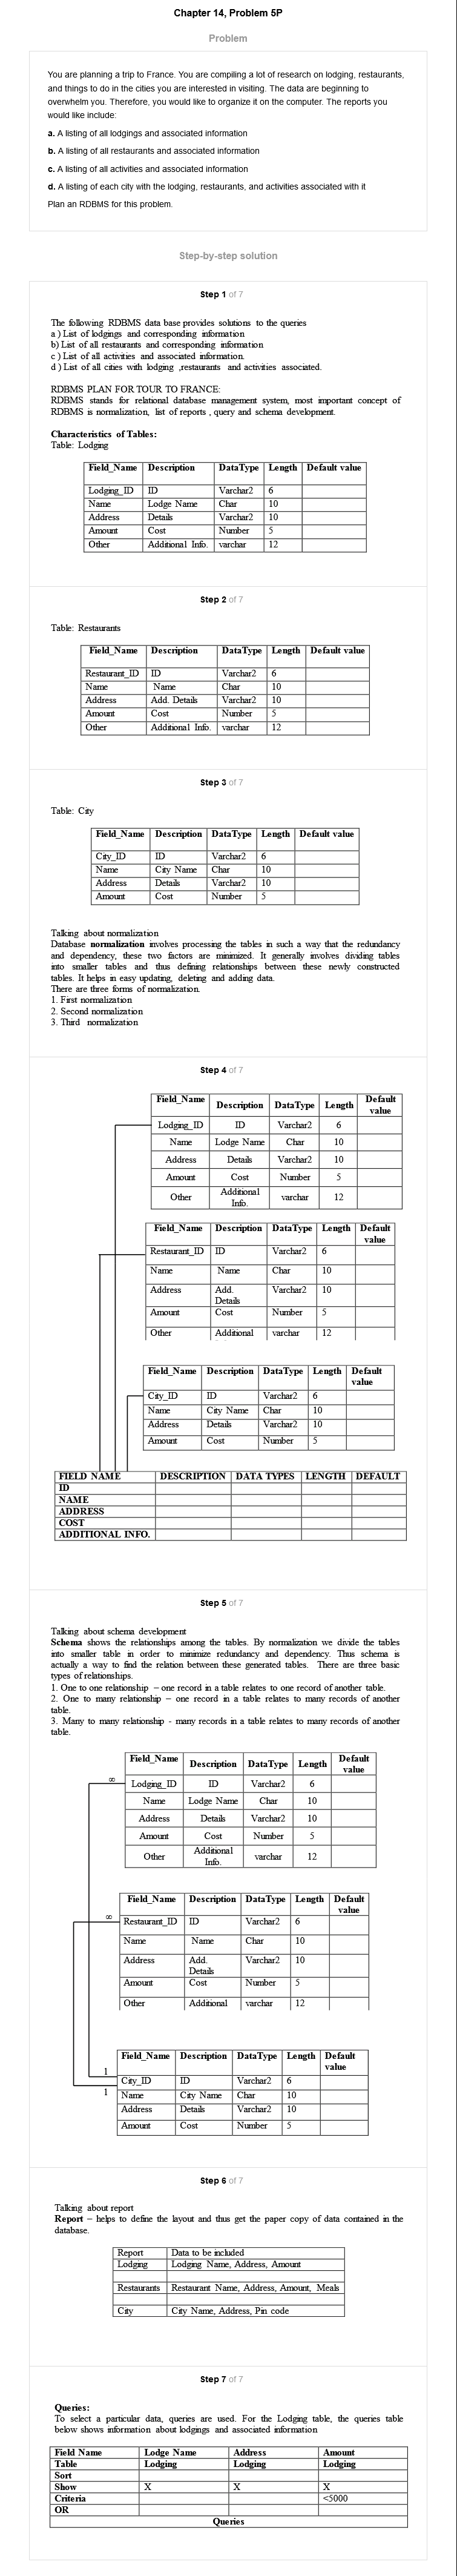 Chapter 14, Problem 5P
Problem
You are planning a trip to France. You are compiling a lot of research on lodging, restaurants,
and things to do in the cities you are interested in visiting. The data are beginning to
overwhelm you. Therefore, you would like to organize it on the computer. The reports you
would like include:
a. A listing of all lodgings and associated information
b. A listing of all restaurants and associated information
c. A listing of all activities and associated information
d. A listing of each city with the lodging, restaurants, and activities associated with it
Plan an RDBMS for this problem.
Step-by-step solution
Step 1 of 7
The following RDBMS data base provides solutions to the queries
a ) List of lodgings and corresponding information
b) List of all restaurants and corresponding information
c ) List of all activities and associated information.
d ) List of all cities with lodging ,restaurants and activities associated.
RDBMS PLAN FOR TOUR TO FRANCE:
RDBMS stands for relational database management system, most important concept of
RDBMS is normalization, list of reports , query and schema development.
Characteristics of Tables:
Table: Lodging
Field_Name Description DataType Length Default value
Lodging_ID ID Varchar2 6
Name Lodge Name Char 10
Address Details Varchar2 10
Amount Cost Number 5
Other Additional Info. varchar 12
Step 2 of 7
Table: Restaurants
Field_Name Description DataType Length Default value
Restaurant_ID ID Varchar2 6
Name Name Char 10
Address Add. Details Varchar2 10
Amount Cost Number 5
Other Additional Info. varchar 12
Step 3 of 7
Table: City
Field_Name Description DataType Length Default value
City_ID ID Varchar2 6
Name City Name Char 10
Address Details Varchar2 10
Amount Cost Number 5
Talking about normalization
Database normalization involves processing the tables in such a way that the redundancy
and dependency, these two factors are minimized. It generally involves dividing tables
into smaller tables and thus defining relationships between these newly constructed
tables. It helps in easy updating, deleting and adding data.
There are three forms of normalization.
1. First normalization
2. Second normalization
3. Third normalization
Step 4 of 7
Field_Name Description DataType Length Default
value
Lodging_ID ID Varchar2 6
Name Lodge Name Char 10
Address Details Varchar2 10
Amount Cost Number 5
Other Additional varchar 12
Info.
Field_Name Description DataType Length Default
value
Restaurant_ID ID Varchar2 6
Name Name Char 10
Address Add. Varchar2 10
Details
Amount Cost Number 5
Other Additional varchar 12
Field_Name Description DataType Length Default
value
City_ID ID Varchar2 6
Name City Name Char 10
Address Details Varchar2 10
Amount Cost Number 5
FIELD NAME DESCRIPTION DATA TYPES LENGTH DEFAULT
ID
NAME
ADDRESS
COST
ADDITIONAL INFO.
Step 5 of 7
Talking about schema development
Schema shows the relationships among the tables. By normalization we divide the tables
into smaller table in order to minimize redundancy and dependency. Thus schema is
actually a way to find the relation between these generated tables. There are three basic
types of relationships.
1. One to one relationship – one record in a table relates to one record of another table.
2. One to many relationship – one record in a table relates to many records of another
table.
3. Many to many relationship - many records in a table relates to many records of another
table.
Field_Name Description DataType Length Default
value
∞ Lodging_ID ID Varchar2 6
Name Lodge Name Char 10
Address Details Varchar2 10
Amount Cost Number 5
Other Additional varchar 12
Info.
Field_Name Description DataType Length Default
value
∞ Restaurant_ID ID Varchar2 6
Name Name Char 10
Address Add. Varchar2 10
Details
Amount Cost Number 5
Other Additional varchar 12
Field_Name Description DataType Length Default
value
1 City_ID ID Varchar2 6
1 Name City Name Char 10
Address Details Varchar2 10
Amount Cost Number 5
Step 6 of 7
Talking about report
Report – helps to define the layout and thus get the paper copy of data contained in the
database.
Report Data to be included
Lodging Lodging Name, Address, Amount
Restaurants Restaurant Name, Address, Amount, Meals
City City Name, Address, Pin code
Step 7 of 7
Queries:
To select a particular data, queries are used. For the Lodging table, the queries table
below shows information about lodgings and associated information
Field Name Lodge Name Address Amount
Table Lodging Lodging Lodging
Sort
Show X X X
Criteria <5000
OR
Queries